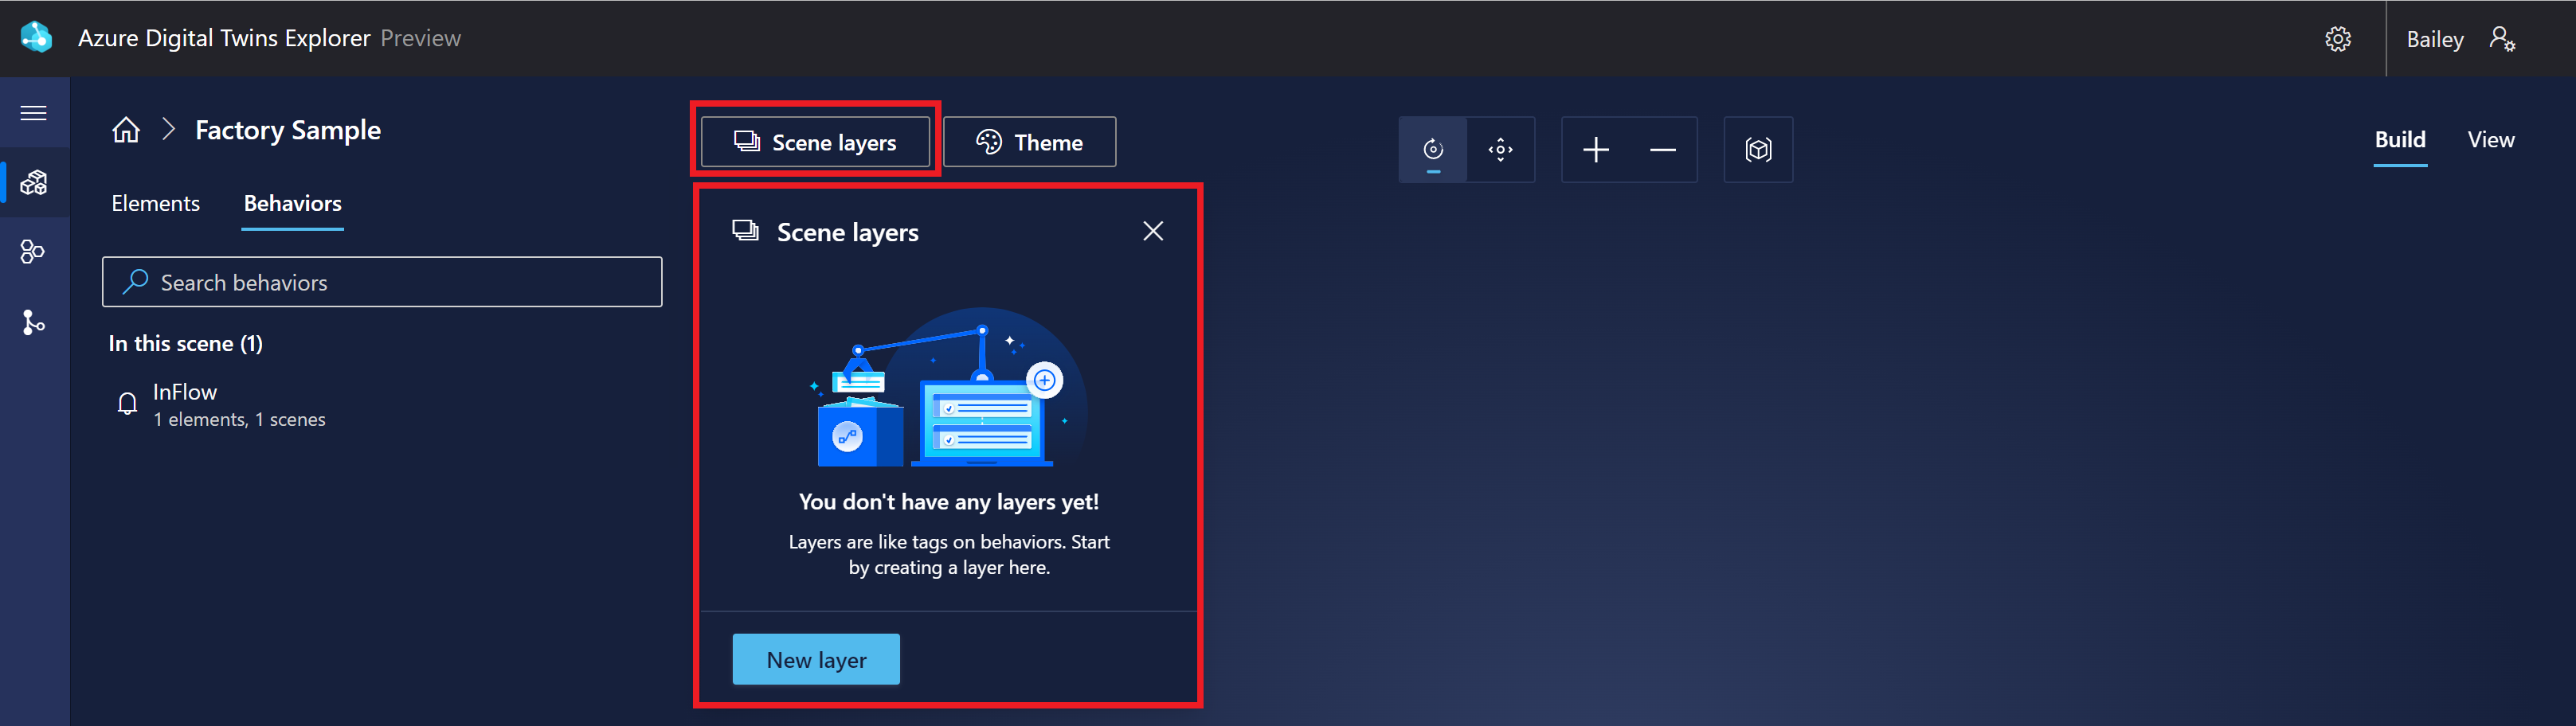 Azure Digital Twins Explorer Preview
Bailey
Factory Sample
Scene layers
Theme
Build
View
Elements
Behaviors
Search behaviors
In this scene (1)
InFlow
1 elements, 1 scenes
Scene layers
You don't have any layers yet!
Layers are like tags on behaviors. Start
by creating a layer here.
New layer